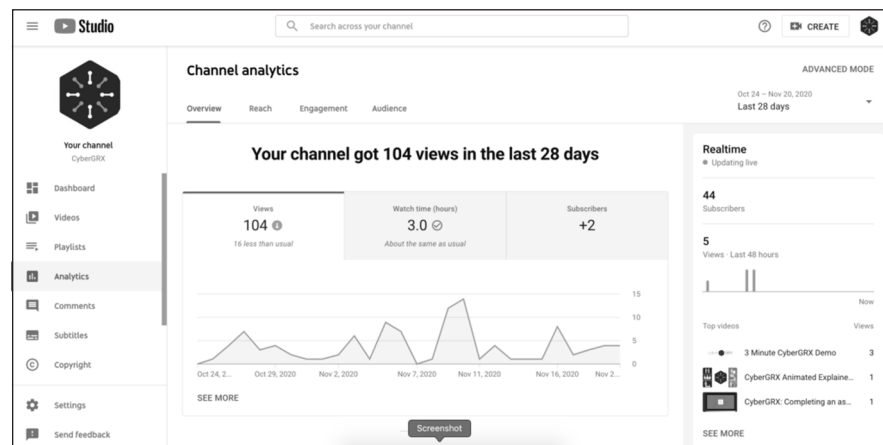 Studio
Search across your channel
CREATE
Your channel
CyberGRX
Dashboard
Videos
Playlists
Analytics
Comments
Subtitles
Copyright
Settings
Send feedback
Channel analytics
ADVANCED MODE
Overview Reach Engagement Audience
Oct 24 – Nov 20, 2020
Last 28 days
Your channel got 104 views in the last 28 days
Views
104
16 less than usual
Watch time (hours)
3.0
About the same as usual
Subscribers
+2
15
10
5
0
Oct 24, 2... Oct 29, 2020 Nov 2, 2020 Nov 7, 2020 Nov 11, 2020 Nov 16, 2020 Nov 2...
SEE MORE
Realtime
Updating live
44
Subscribers
5
Views · Last 48 hours
Now
Top videos Views
3 Minute CyberGRX Demo 3
CyberGRX Animated Explaine... 1
CyberGRX: Completing an as... 1
SEE MORE
Screenshot